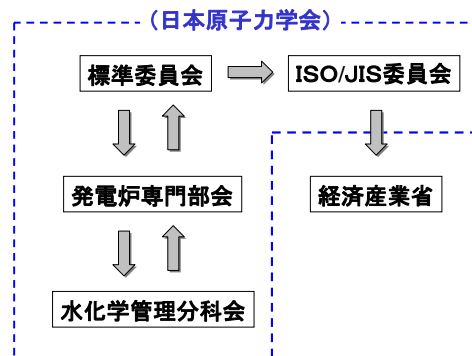 (日本原子力学会)
標準委員会
ISO/JIS委員会
発電炉専門部会
経済産業省
水化学管理分科会